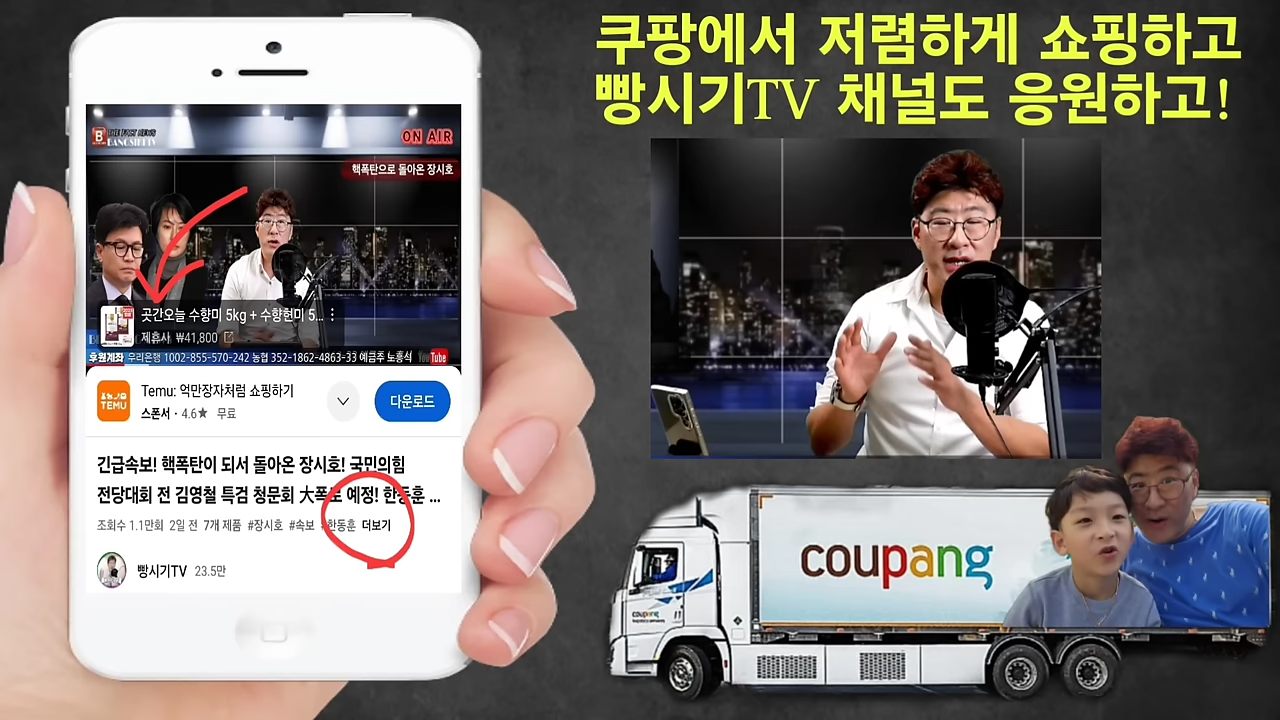 쿠팡에서 저렴하게 쇼핑하고
빵시기TV 채널도 응원하고!
THE FACT NEWS
BANGSIKI TV
ON AIR
핵폭탄으로 돌아온 장시호
곳간오늘 수향미 5kg + 수향현미 5...
제휴사 ₩41,800
후원계좌 우리은행 1002-855-570-242 농협 352-1862-4863-33 예금주 노흥식 YouTube
TEMU
Temu: 억만장자처럼 쇼핑하기
스폰서 · 4.6★ 무료
다운로드
긴급속보! 핵폭탄이 되서 돌아온 장시호! 국민의힘
전당대회 전 김영철 특검 청문회 大폭로 예정! 한동훈 ...
조회수 1.1만회 2일 전 7개 제품 #장시호 #속보 #한동훈 더보기
빵시기TV 23.5만
coupang
coupang